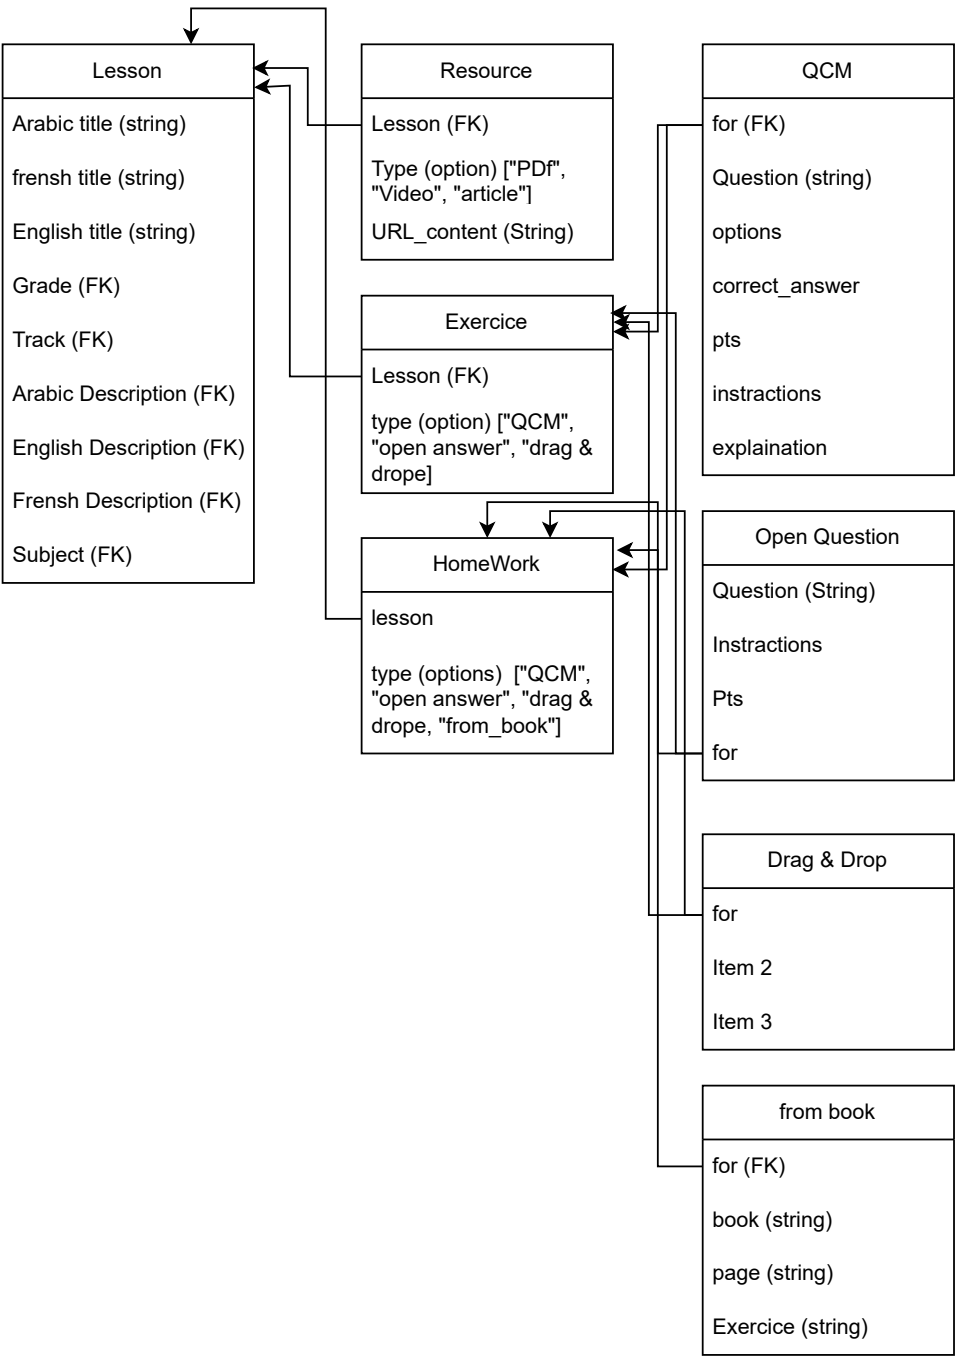 Lesson
Arabic title (string)
frensh title (string)
English title (string)
Grade (FK)
Track (FK)
Arabic Description (FK)
English Description (FK)
Frensh Description (FK)
Subject (FK)
Resource
Lesson (FK)
Type (option) ["PDf",
"Video", "article"]
URL_content (String)
Exercice
Lesson (FK)
type (option) ["QCM",
"open answer", "drag &
drope]
HomeWork
lesson
type (options)  ["QCM",
"open answer", "drag &
drope, "from_book"]
QCM
for (FK)
Question (string)
options
correct_answer
pts
instractions
explaination
Open Question
Question (String)
Instractions
Pts
for
Drag & Drop
for
Item 2
Item 3
from book
for (FK)
book (string)
page (string)
Exercice (string)